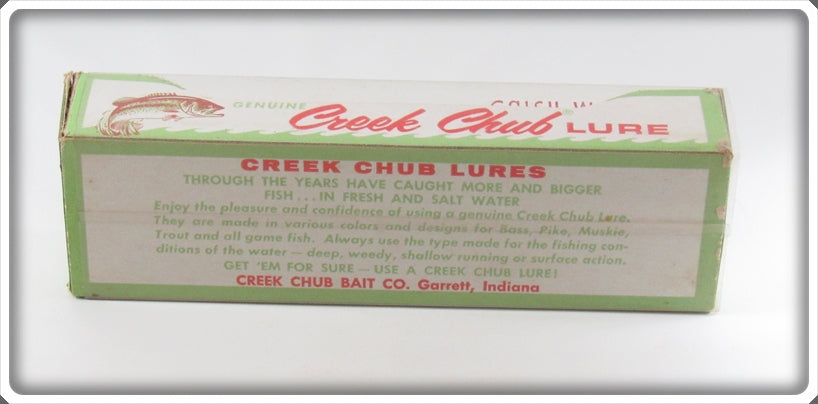 GENUINE Creek Chub® LURE
CREEK CHUB LURES
THROUGH THE YEARS HAVE CAUGHT MORE AND BIGGER
FISH... IN FRESH AND SALT WATER
Enjoy the pleasure and confidence of using a genuine Creek Chub Lure.
They are made in various colors and designs for Bass, Pike, Muskie,
Trout and all game fish. Always use the type made for the fishing con-
ditions of the water — deep, weedy, shallow running or surface action.
GET 'EM FOR SURE — USE A CREEK CHUB LURE!
CREEK CHUB BAIT CO. Garrett, Indiana